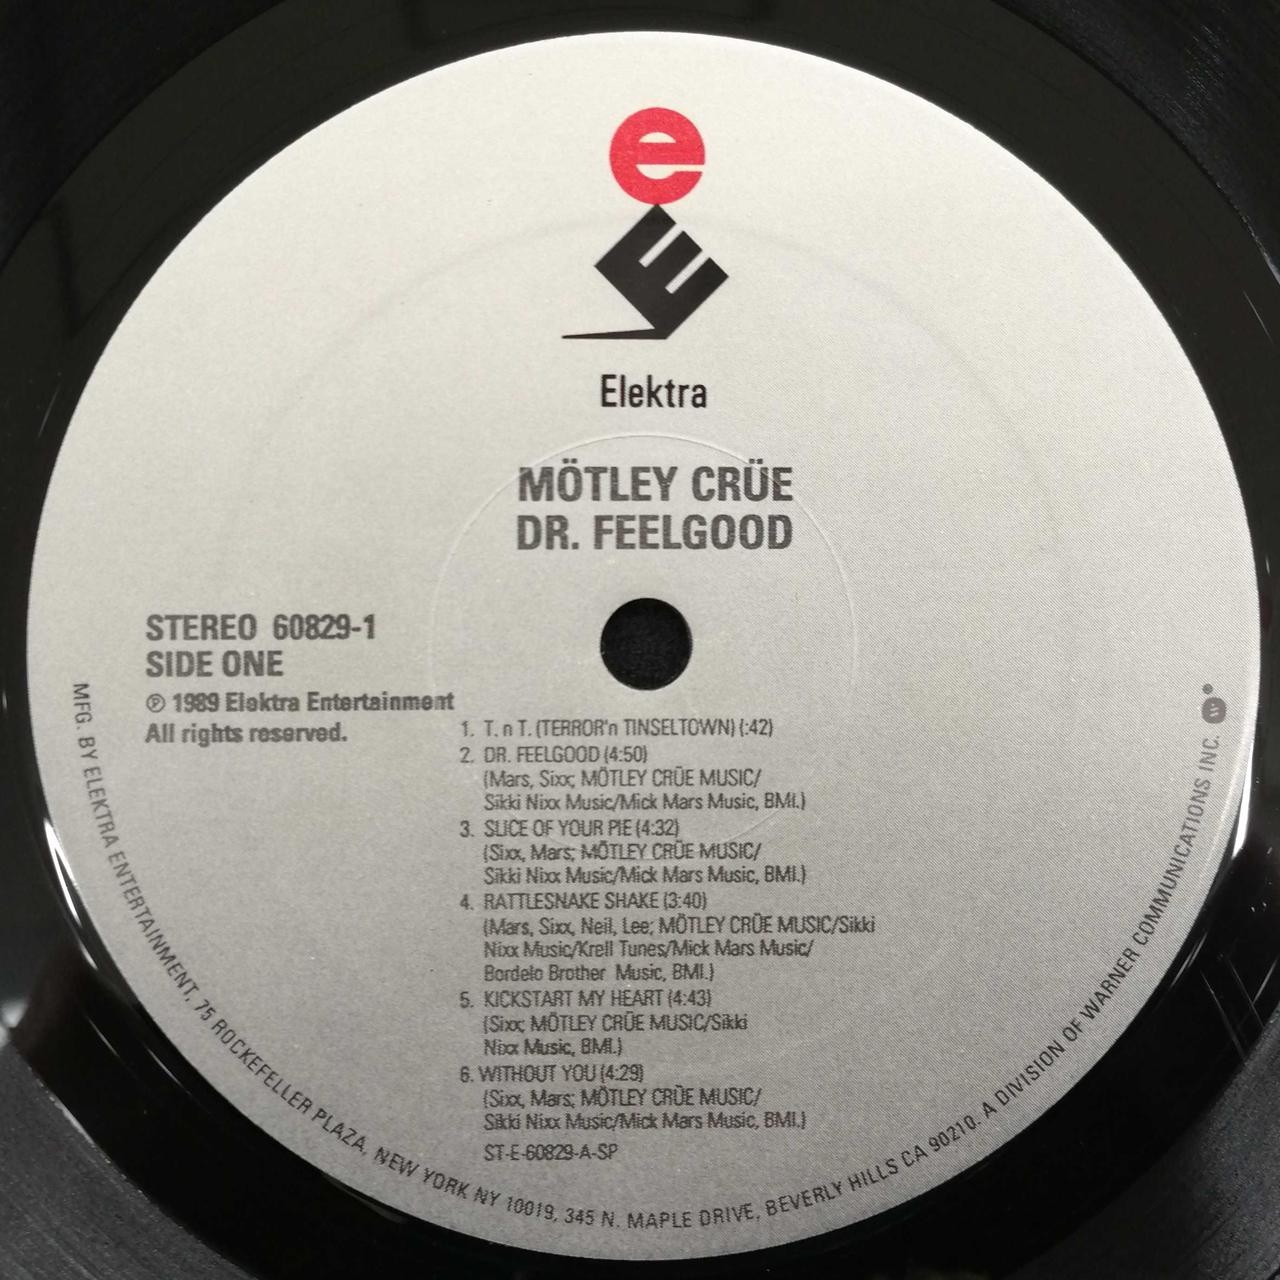 e
E
Elektra
MÖTLEY CRÜE
DR. FEELGOOD
STEREO 60829-1
SIDE ONE
℗ 1989 Elektra Entertainment
All rights reserved.
1. T. n T. (TERROR'n TINSELTOWN) (:42)
2. DR. FEELGOOD (4:50)
(Mars, Sixx; MÖTLEY CRÜE MUSIC/
Sikki Nixx Music/Mick Mars Music, BMI.)
3. SLICE OF YOUR PIE (4:32)
(Sixx, Mars; MÖTLEY CRÜE MUSIC/
Sikki Nixx Music/Mick Mars Music, BMI.)
4. RATTLESNAKE SHAKE (3:40)
(Mars, Sixx, Neil, Lee; MÖTLEY CRÜE MUSIC/Sikki
Nixx Music/Krell Tunes/Mick Mars Music/
Bordelo Brother Music, BMI.)
5. KICKSTART MY HEART (4:43)
(Sixx; MÖTLEY CRÜE MUSIC/Sikki
Nixx Music, BMI.)
6. WITHOUT YOU (4:29)
(Sixx, Mars; MÖTLEY CRÜE MUSIC/
Sikki Nixx Music/Mick Mars Music, BMI.)
ST-E-60829-A-SP
MFG. BY ELEKTRA ENTERTAINMENT, 75 ROCKEFELLER PLAZA, NEW YORK NY 10019, 345 N. MAPLE DRIVE, BEVERLY HILLS CA 90210. A DIVISION OF WARNER COMMUNICATIONS INC.